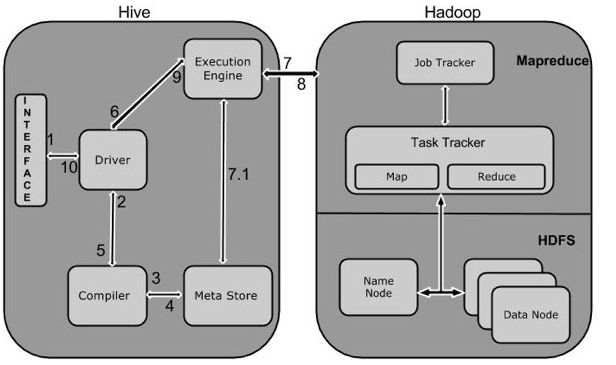 Hive
Hadoop
Execution
Engine
7
8
9
6
INTERFACE
1
10
Driver
2
7.1
5
3
4
Compiler
Meta Store
Job Tracker
Mapreduce
Task Tracker
Map
Reduce
HDFS
Name
Node
Data Node